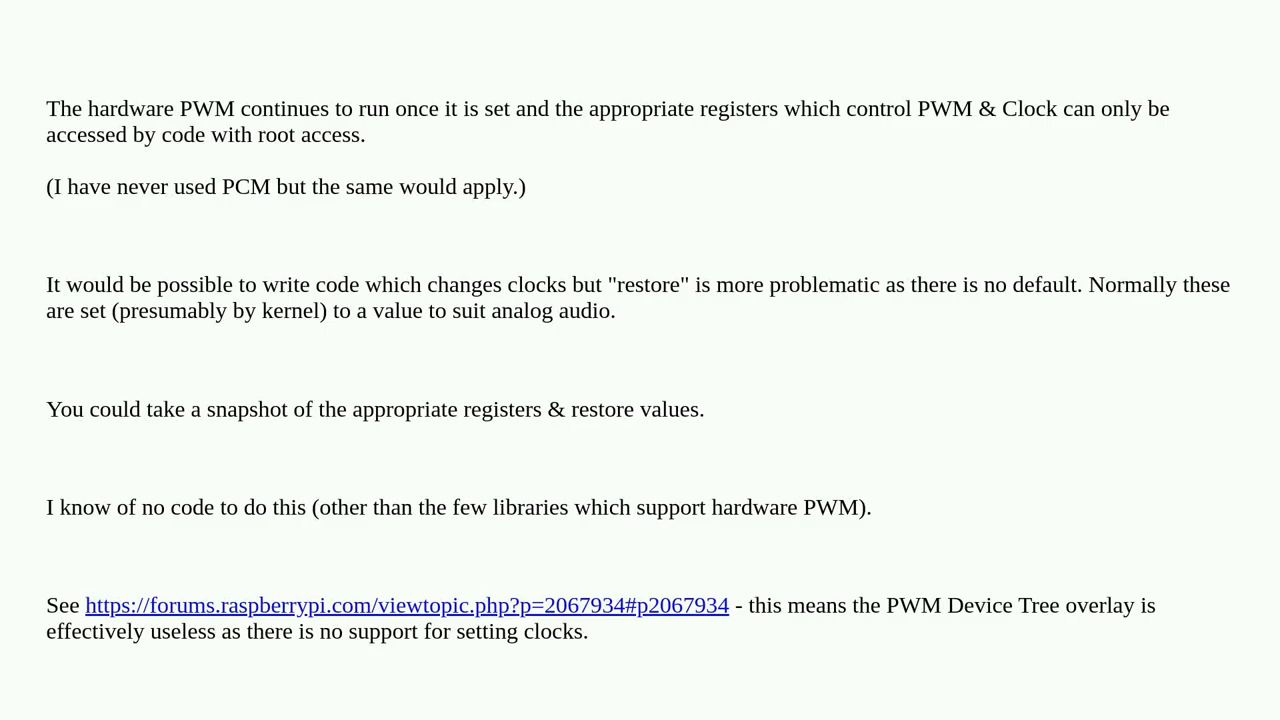 The hardware PWM continues to run once it is set and the appropriate registers which control PWM & Clock can only be
accessed by code with root access.
(I have never used PCM but the same would apply.)
It would be possible to write code which changes clocks but "restore" is more problematic as there is no default. Normally these
are set (presumably by kernel) to a value to suit analog audio.
You could take a snapshot of the appropriate registers & restore values.
I know of no code to do this (other than the few libraries which support hardware PWM).
See https://forums.raspberrypi.com/viewtopic.php?p=2067934#p2067934 - this means the PWM Device Tree overlay is
effectively useless as there is no support for setting clocks.